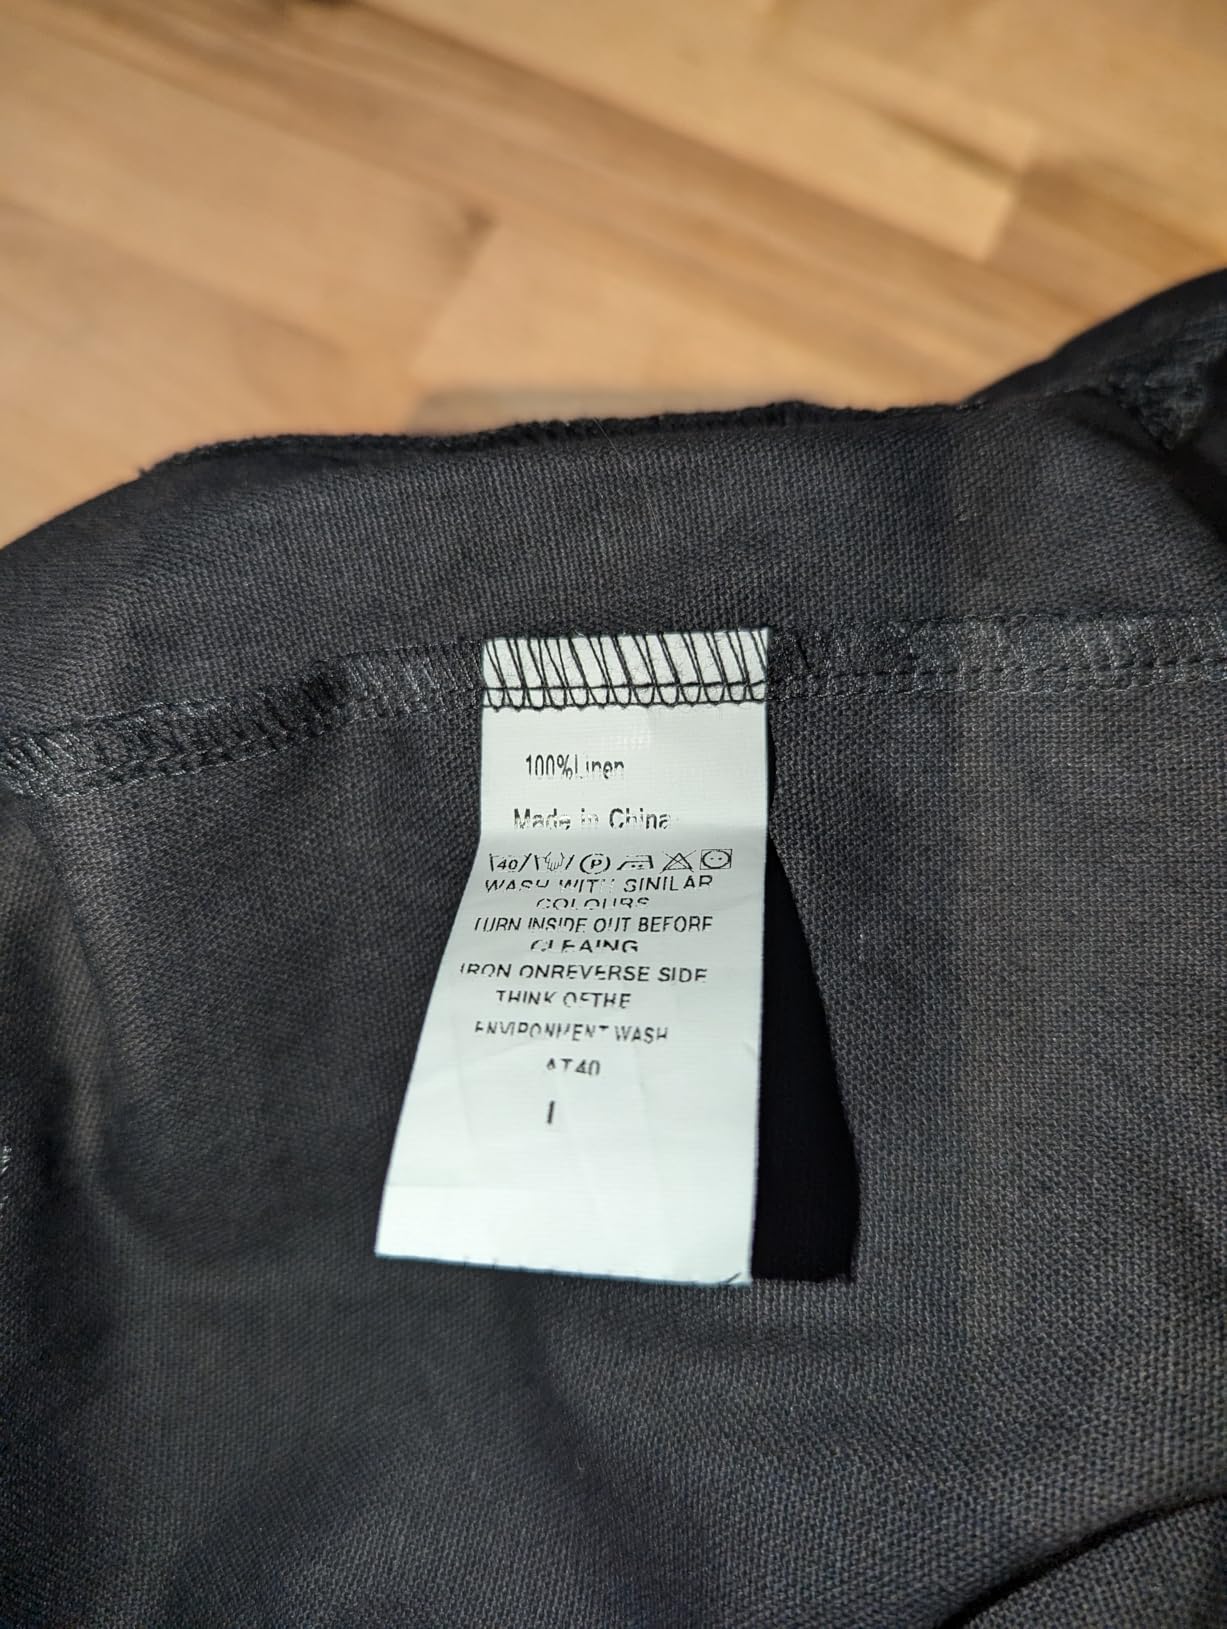 100%Linen
Made in China
40 P
WASH WITH SINILAR
COLOURS
TURN INSIDE OUT BEFORE
CLEAING
IRON ONREVERSE SIDE
THINK OFTHE
ENVIRONMENT WASH
AT40